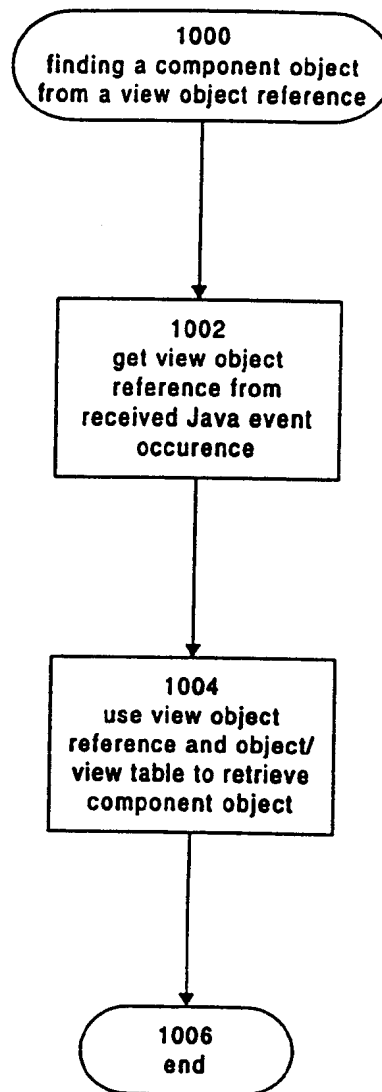 1000
finding a component object
from a view object reference
1002
get view object
reference from
received Java event
occurence
1004
use view object
reference and object/
view table to retrieve
component object
1006
end